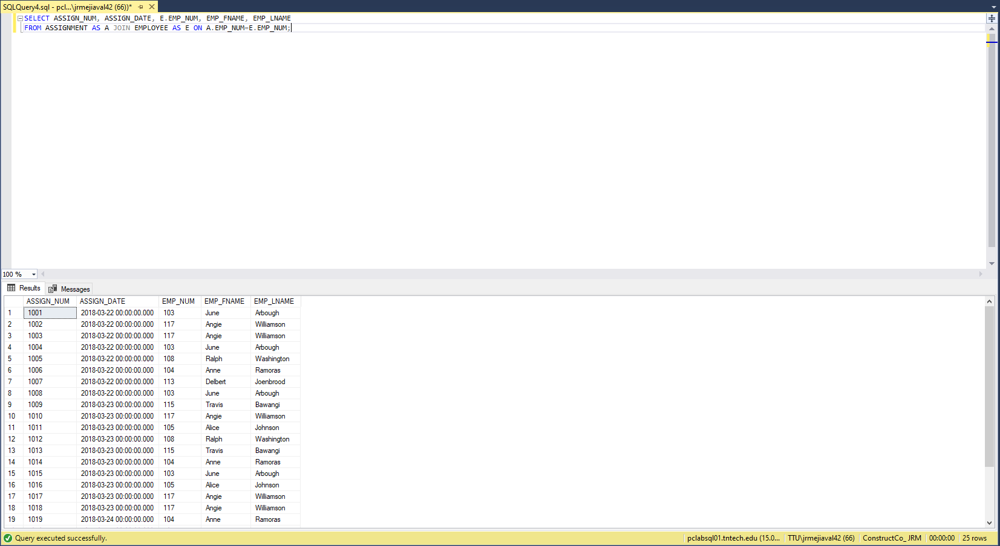 SQLQuery4.sql - pcl...\jrmejiaval42 (66))*
SELECT ASSIGN_NUM, ASSIGN_DATE, E.EMP_NUM, EMP_FNAME, EMP_LNAME
FROM ASSIGNMENT AS A JOIN EMPLOYEE AS E ON A.EMP_NUM=E.EMP_NUM;
100 %
Results Messages
ASSIGN_NUM ASSIGN_DATE EMP_NUM EMP_FNAME EMP_LNAME
1 1001 2018-03-22 00:00:00.000 103 June Arbough
2 1002 2018-03-22 00:00:00.000 117 Angie Williamson
3 1003 2018-03-22 00:00:00.000 117 Angie Williamson
4 1004 2018-03-22 00:00:00.000 103 June Arbough
5 1005 2018-03-22 00:00:00.000 108 Ralph Washington
6 1006 2018-03-22 00:00:00.000 104 Anne Ramoras
7 1007 2018-03-22 00:00:00.000 113 Delbert Joenbrood
8 1008 2018-03-22 00:00:00.000 103 June Arbough
9 1009 2018-03-23 00:00:00.000 115 Travis Bawangi
10 1010 2018-03-23 00:00:00.000 117 Angie Williamson
11 1011 2018-03-23 00:00:00.000 105 Alice Johnson
12 1012 2018-03-23 00:00:00.000 108 Ralph Washington
13 1013 2018-03-23 00:00:00.000 115 Travis Bawangi
14 1014 2018-03-23 00:00:00.000 104 Anne Ramoras
15 1015 2018-03-23 00:00:00.000 103 June Arbough
16 1016 2018-03-23 00:00:00.000 105 Alice Johnson
17 1017 2018-03-23 00:00:00.000 117 Angie Williamson
18 1018 2018-03-23 00:00:00.000 117 Angie Williamson
19 1019 2018-03-24 00:00:00.000 104 Anne Ramoras
Query executed successfully. pclabsql01.tntech.edu (15.0... TTU\jrmejiaval42 (66) ConstructCo_ JRM 00:00:00 25 rows